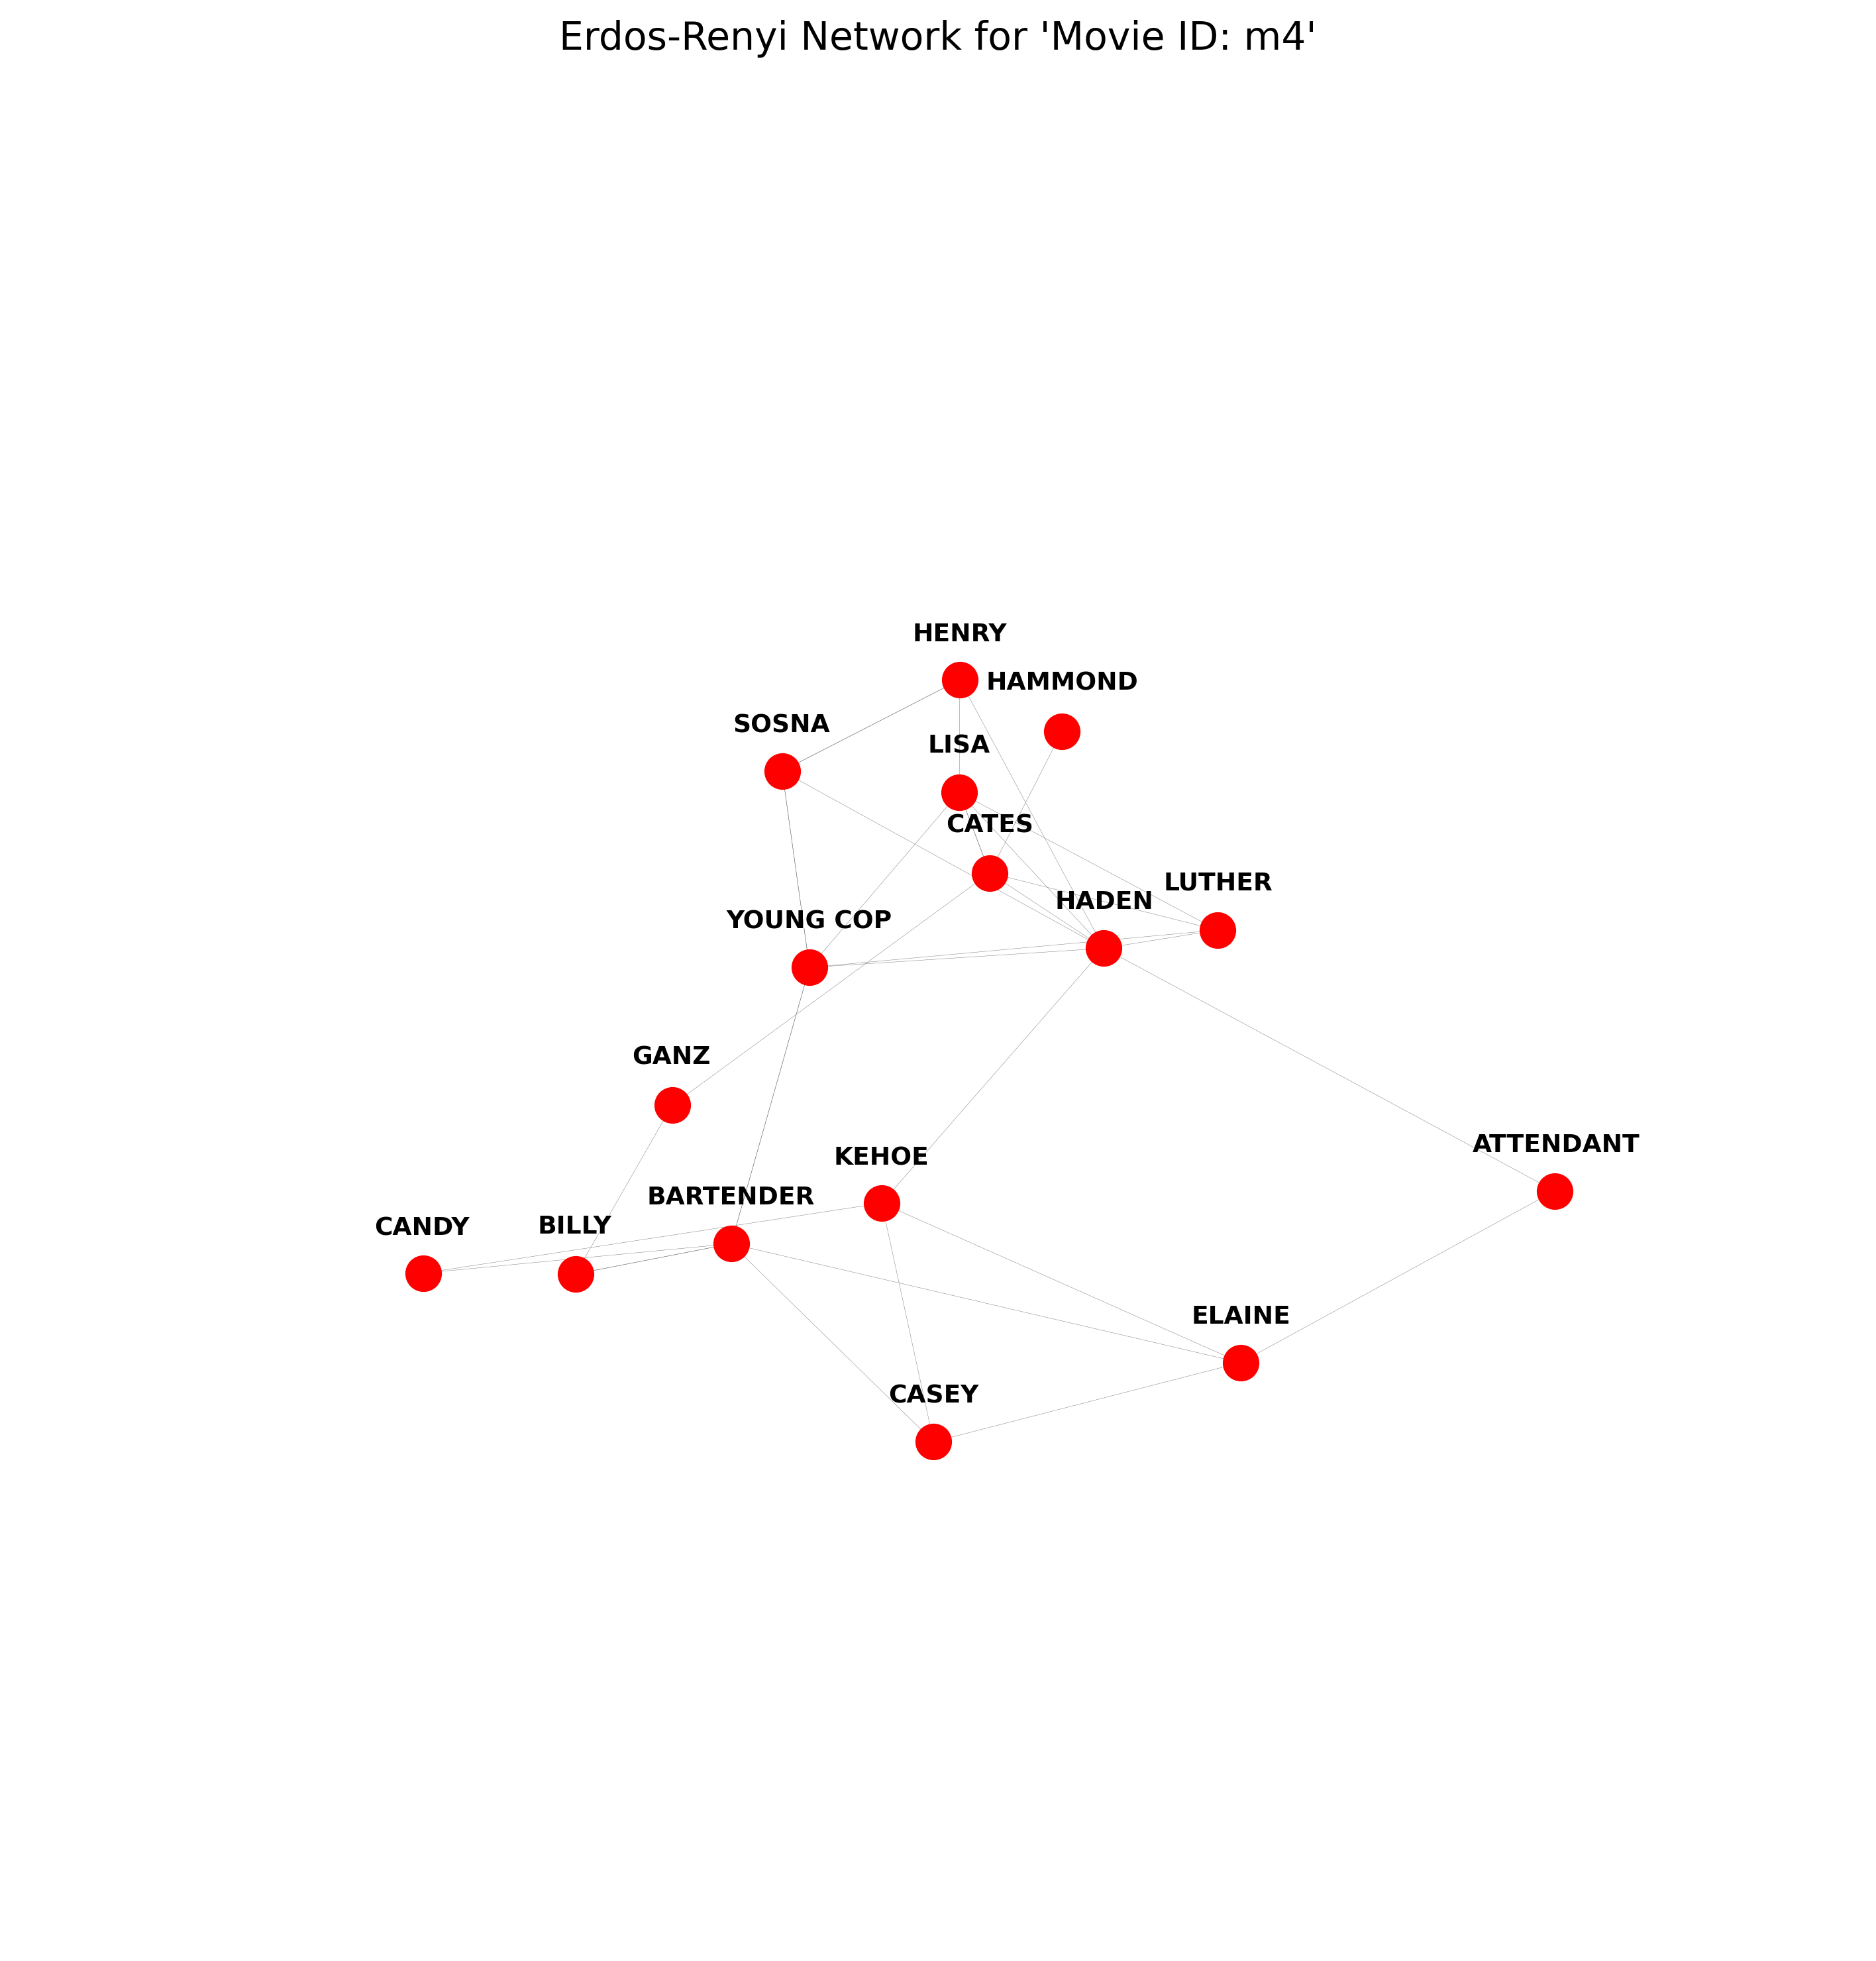 Erdos-Renyi Network for 'Movie ID: m4'
HENRY
HAMMOND
SOSNA
LISA
CATES
LUTHER
HADEN
YOUNG COP
GANZ
ATTENDANT
KEHOE
BARTENDER
CANDY
BILLY
ELAINE
CASEY